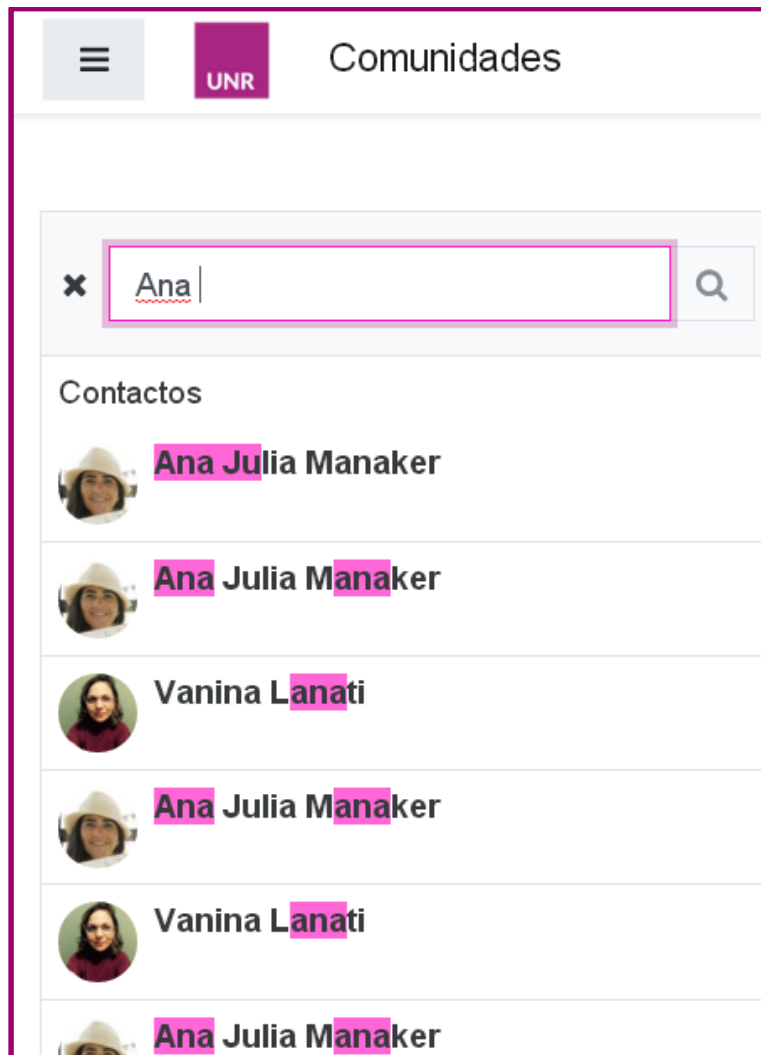 UNR
Comunidades
Ana
Contactos
Ana Julia Manaker
Ana Julia Manaker
Vanina Lanati
Ana Julia Manaker
Vanina Lanati
Ana Julia Manaker